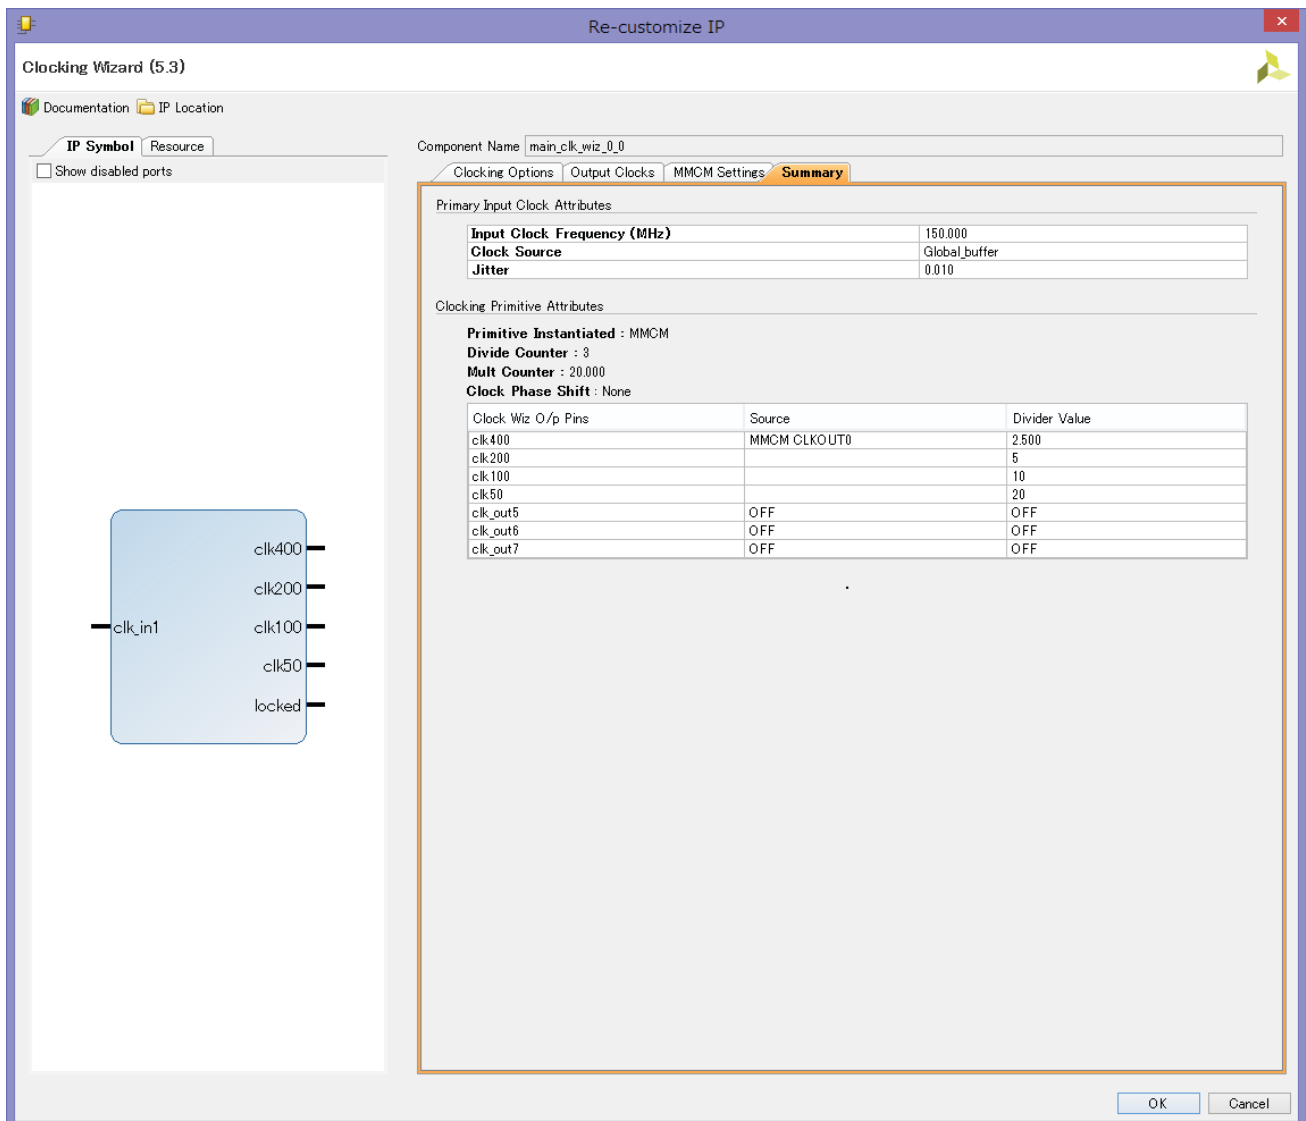 Re-customize IP
Clocking Wizard (5.3)
Documentation IP Location
IP Symbol Resource
Show disabled ports
clk_in1
clk400
clk200
clk100
clk50
locked
Component Name main_clk_wiz_0_0
Clocking Options Output Clocks MMCM Settings Summary
Primary Input Clock Attributes
Input Clock Frequency (MHz) 150.000
Clock Source Global_buffer
Jitter 0.010
Clocking Primitive Attributes
Primitive Instantiated : MMCM
Divide Counter : 3
Mult Counter : 20.000
Clock Phase Shift : None
Clock Wiz O/p Pins Source Divider Value
clk400 MMCM CLKOUT0 2.500
clk200 5
clk100 10
clk50 20
clk_out5 OFF OFF
clk_out6 OFF OFF
clk_out7 OFF OFF
OK Cancel